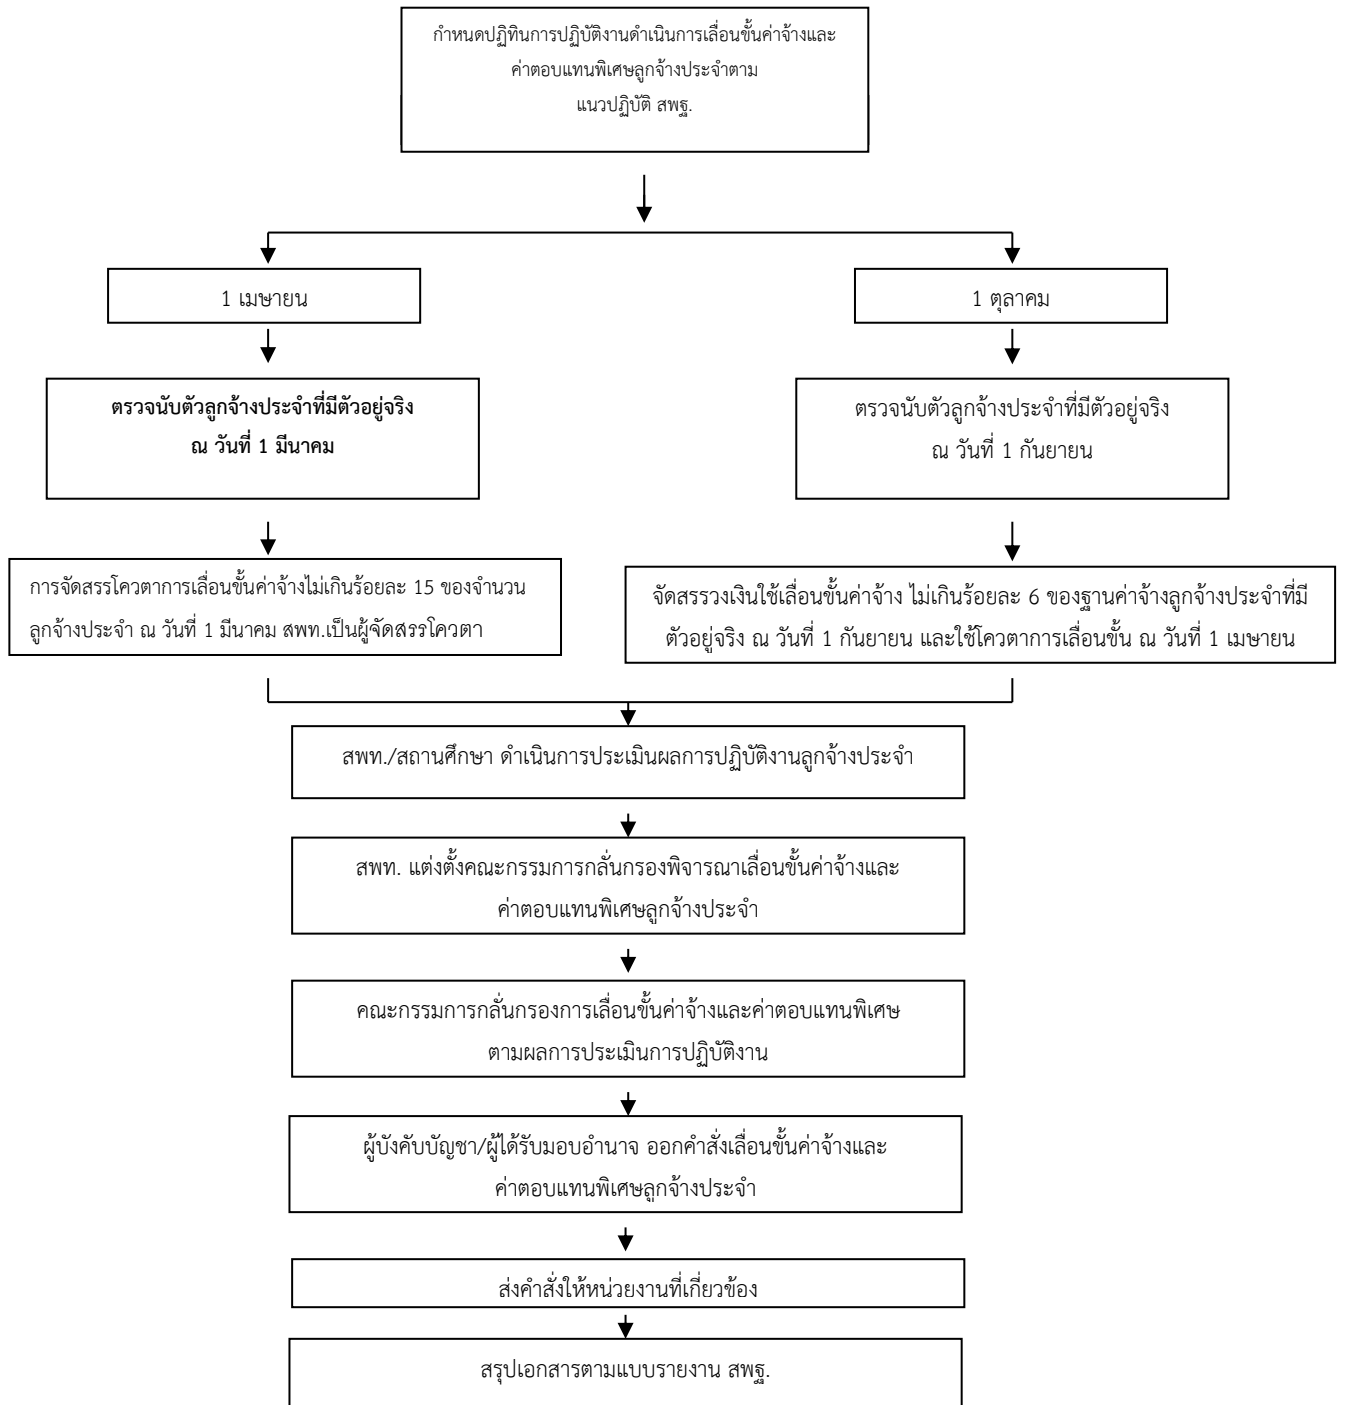 กำหนดปฏิทินการปฏิบัติงานดำเนินการเลื่อนขั้นค่าจ้างและ
ค่าตอบแทนพิเศษลูกจ้างประจำตาม
แนวปฏิบัติ สพฐ.
1 เมษายน
1 ตุลาคม
ตรวจนับตัวลูกจ้างประจำที่มีตัวอยู่จริง
ณ วันที่ 1 มีนาคม
ตรวจนับตัวลูกจ้างประจำที่มีตัวอยู่จริง
ณ วันที่ 1 กันยายน
การจัดสรรโควตาการเลื่อนขั้นค่าจ้างไม่เกินร้อยละ 15 ของจำนวน
ลูกจ้างประจำ ณ วันที่ 1 มีนาคม สพท.เป็นผู้จัดสรรโควตา
จัดสรรวงเงินใช้เลื่อนขั้นค่าจ้าง ไม่เกินร้อยละ 6 ของฐานค่าจ้างลูกจ้างประจำที่มี
ตัวอยู่จริง ณ วันที่ 1 กันยายน และใช้โควตาการเลื่อนขั้น ณ วันที่ 1 เมษายน
สพท./สถานศึกษา ดำเนินการประเมินผลการปฏิบัติงานลูกจ้างประจำ
สพท. แต่งตั้งคณะกรรมการกลั่นกรองพิจารณาเลื่อนขั้นค่าจ้างและ
ค่าตอบแทนพิเศษลูกจ้างประจำ
คณะกรรมการกลั่นกรองการเลื่อนขั้นค่าจ้างและค่าตอบแทนพิเศษ
ตามผลการประเมินการปฏิบัติงาน
ผู้บังคับบัญชา/ผู้ได้รับมอบอำนาจ ออกคำสั่งเลื่อนขั้นค่าจ้างและ
ค่าตอบแทนพิเศษลูกจ้างประจำ
ส่งคำสั่งให้หน่วยงานที่เกี่ยวข้อง
สรุปเอกสารตามแบบรายงาน สพฐ.